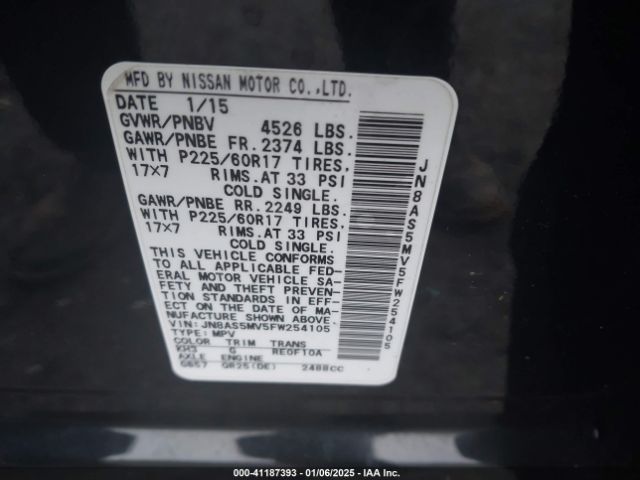 MFD BY NISSAN MOTOR CO.,LTD.
DATE 1/15
GVWR/PNBV 4526 LBS.
GAWR/PNBE FR. 2374 LBS.
WITH P225/60R17 TIRES,
17x7 RIMS.AT 33 PSI
COLD SINGLE.
GAWR/PNBE RR. 2249 LBS.
WITH P225/60R17 TIRES,
17x7 RIMS.AT 33 PSI
COLD SINGLE.
THIS VEHICLE CONFORMS
TO ALL APPLICABLE FED-
ERAL MOTOR VEHICLE SA-
FETY AND THEFT PREVEN-
TION STANDARDS IN EFF-
ECT ON THE DATE OF MA-
NUFACTURE SHOWN ABOVE.
VIN: JN8AS5MV5FW254105
TYPE: MPV
COLOR TRIM TRANS
KH3 G RE0F10A
AXLE ENGINE
GB57 QR25(DE) 2488CC
JN8AS5MV5FW254105
000-41187393 — 01/06/2025 — IAA Inc.